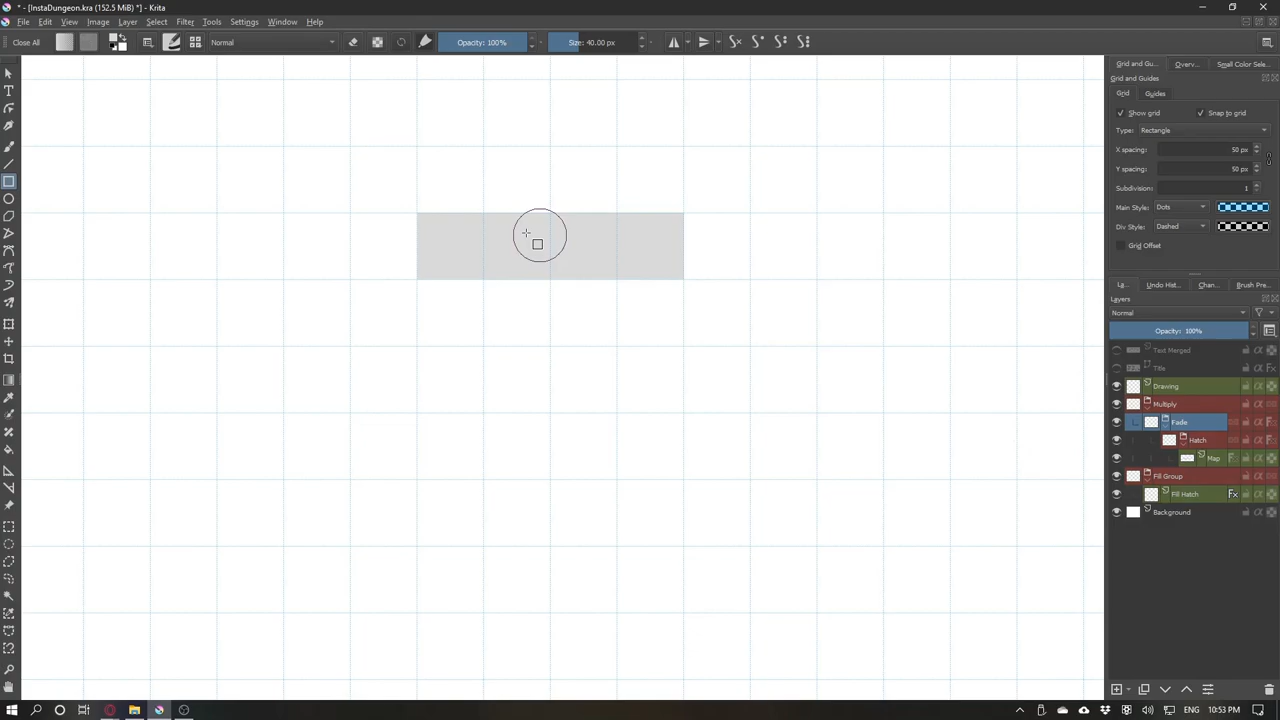 * - [InstaDungeon.kra (152.5 MiB) *] - Krita
File Edit View Image Layer Select Filter Tools Settings Window Help
Close All Normal Opacity: 100% Size: 40.00 px
Grid and Gu... Overv... Small Color Sele...
Grid and Guides
Grid Guides
Show grid Snap to grid
Type: Rectangle
X spacing: 50 px
Y spacing: 50 px
Subdivision: 1
Main Style: Dots
Div Style: Dashed
Grid Offset
La... Undo Hist... Chan... Brush Pre...
Layers
Normal
Opacity: 100%
Text Merged
Title
Drawing
Multiply
Fade
Hatch
Map
Fill Group
Fill Hatch
Background
ENG 10:53 PM